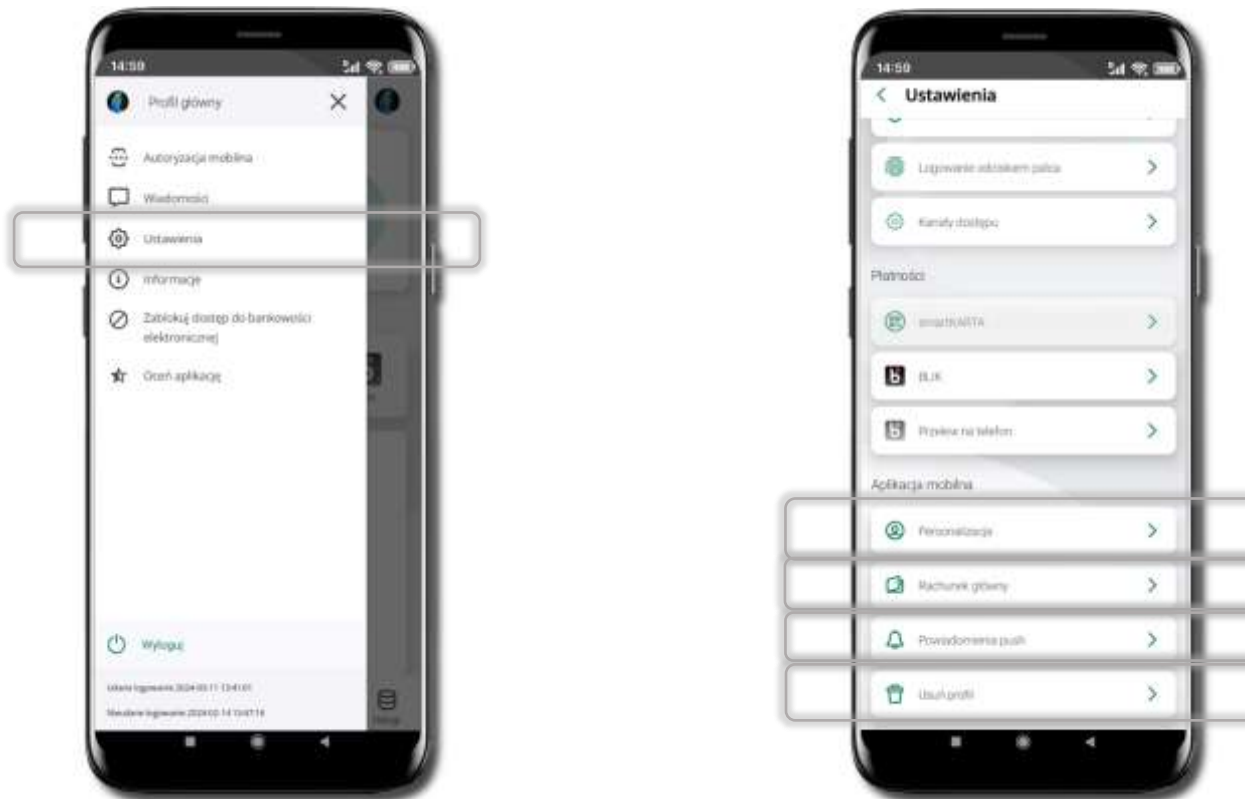 14:59
Profil główny
Autoryzacja mobilna
Wiadomości
Ustawienia
Informacje
Zablokuj dostęp do bankowości
elektronicznej
Oceń aplikację
Wyloguj
14:59
Ustawienia
Logowanie odciskiem palca
Kanały dostępu
Płatności
smartKARTA
BLIK
Przelew na telefon
Aplikacja mobilna
Personalizacja
Rachunek główny
Powiadomienia push
Usuń profil